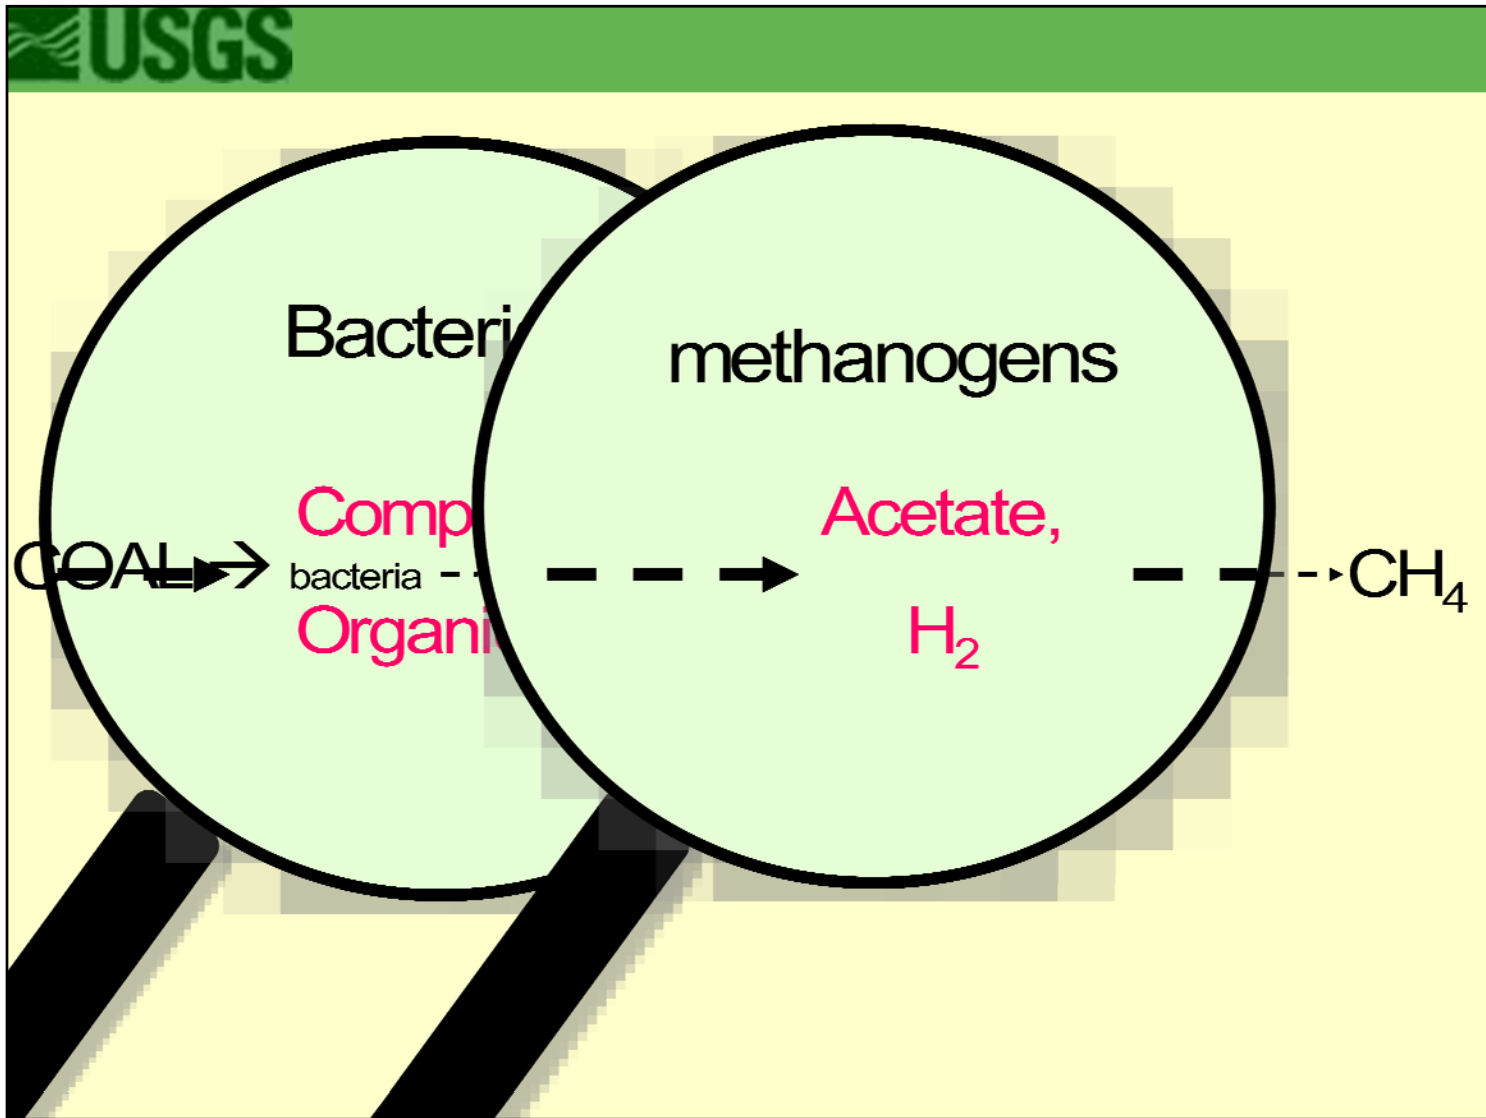 USGS
Bacteri
methanogens
Comp
Acetate,
COAL → bacteria CH4
Organi
H2